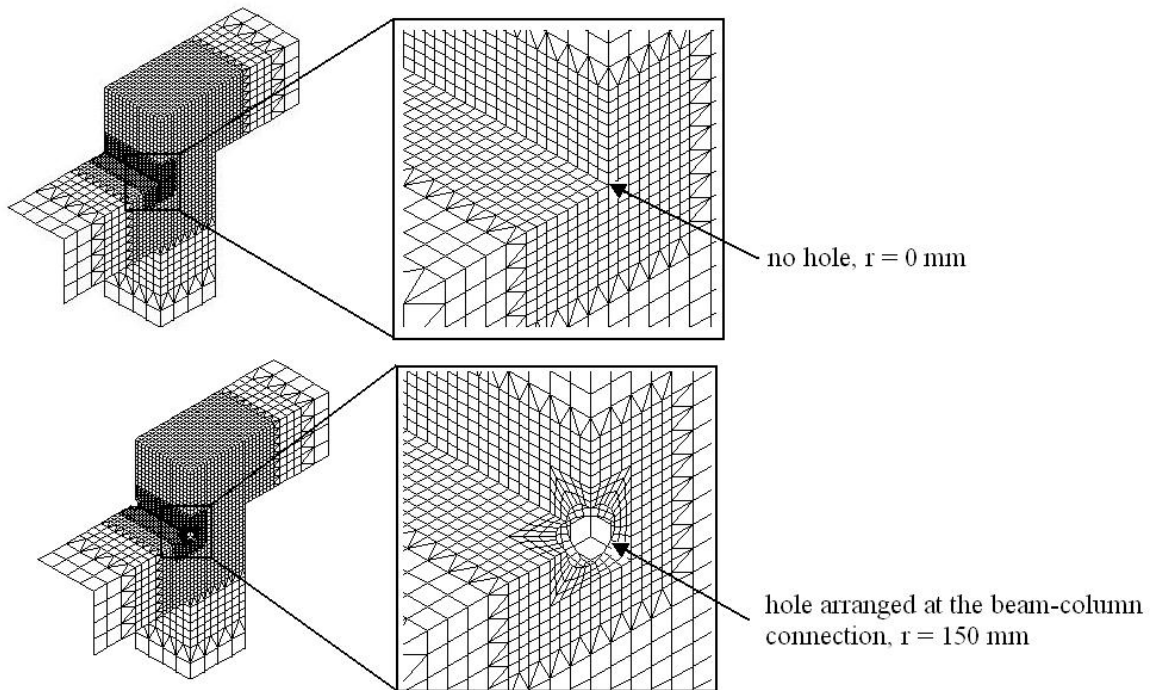 no hole, r = 0 mm
hole arranged at the beam-column
connection, r = 150 mm